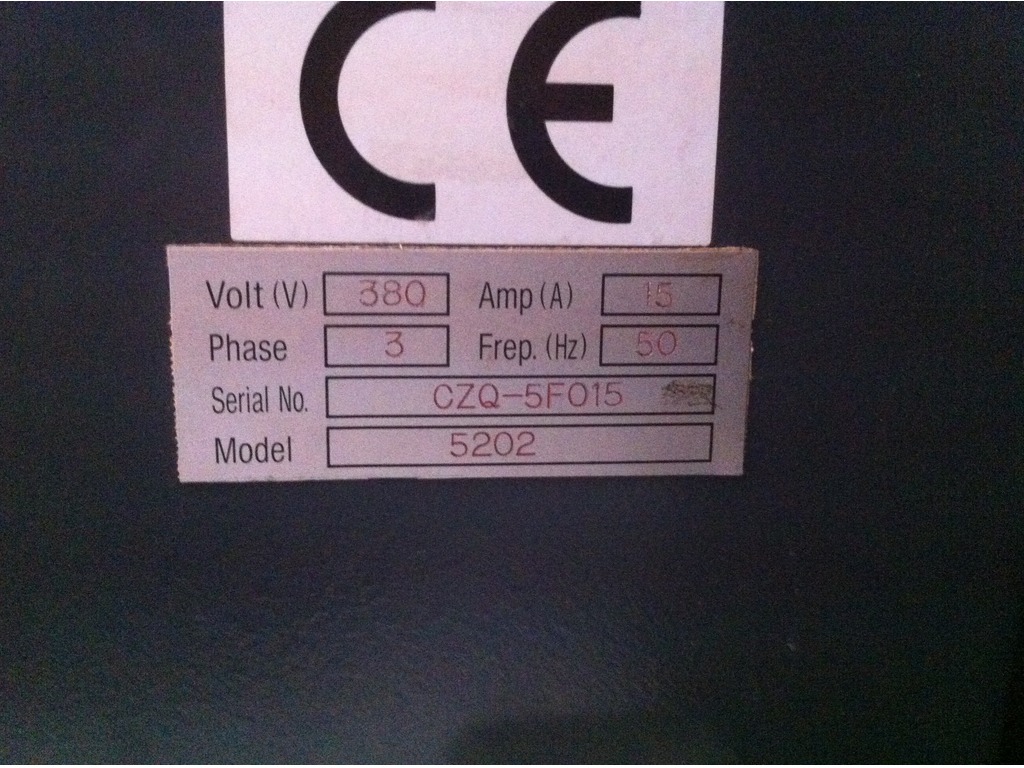 CE
Volt (V) 380 Amp (A) 15
Phase 3 Frep. (Hz) 50
Serial No. CZQ-5F015
Model 5202